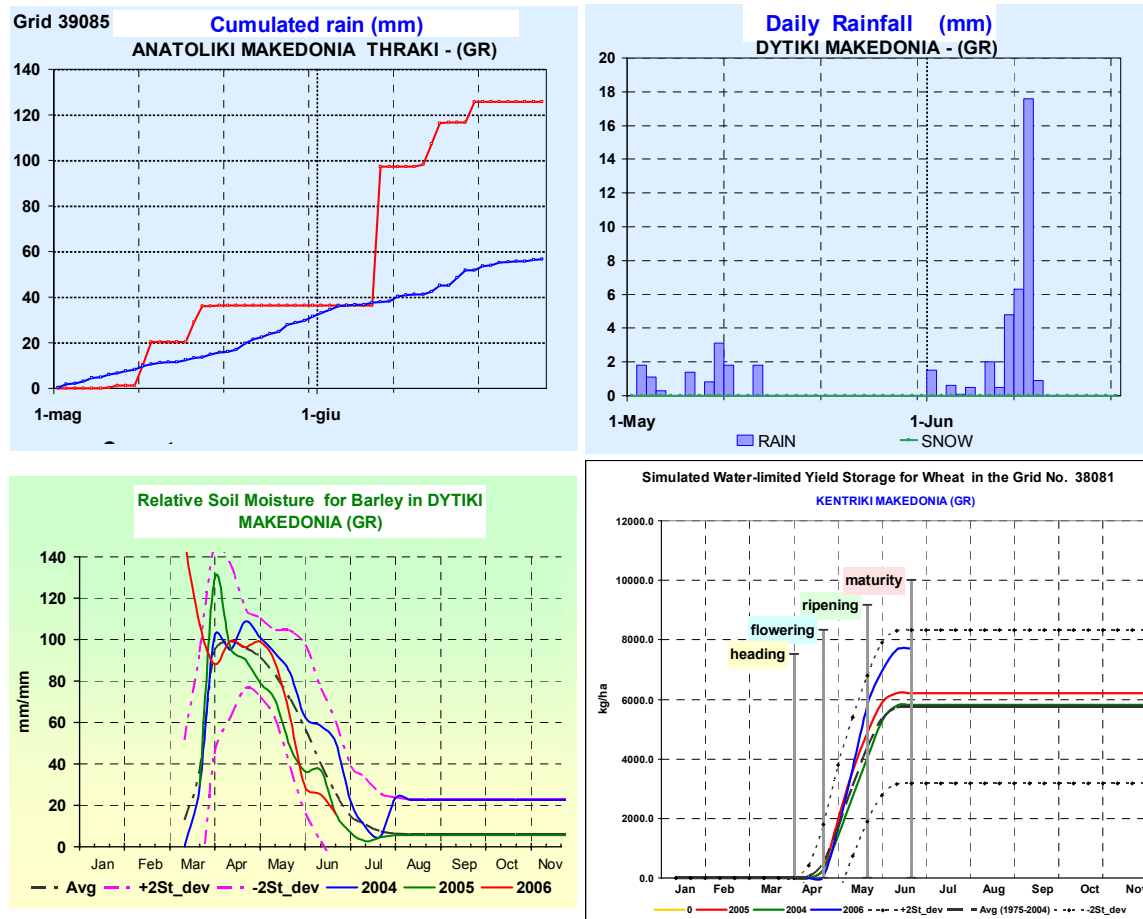 Grid 39085
Cumulated rain (mm)
ANATOLIKI MAKEDONIA THRAKI - (GR)
140
120
100
80
60
40
20
0
1-mag
1-giu
Daily Rainfall (mm)
DYTIKI MAKEDONIA - (GR)
20
18
16
14
12
10
8
6
4
2
0
1-May
1-Jun
RAIN
SNOW
Relative Soil Moisture for Barley in DYTIKI
MAKEDONIA (GR)
mm/mm
140
120
100
80
60
40
20
0
Jan Feb Mar Apr May Jun Jul Aug Sep Oct Nov
Avg +2St_dev -2St_dev 2004 2005 2006
Simulated Water-limited Yield Storage for Wheat in the Grid No. 38081
KENTRIKI MAKEDONIA (GR)
kg/ha
12000.0
10000.0
8000.0
6000.0
4000.0
2000.0
0.0
maturity
ripening
flowering
heading
Jan Feb Mar Apr May Jun Jul Aug Sep Oct Nov
0 2005 2004 2006 +2St_dev Avg (1975-2004) -2St_dev